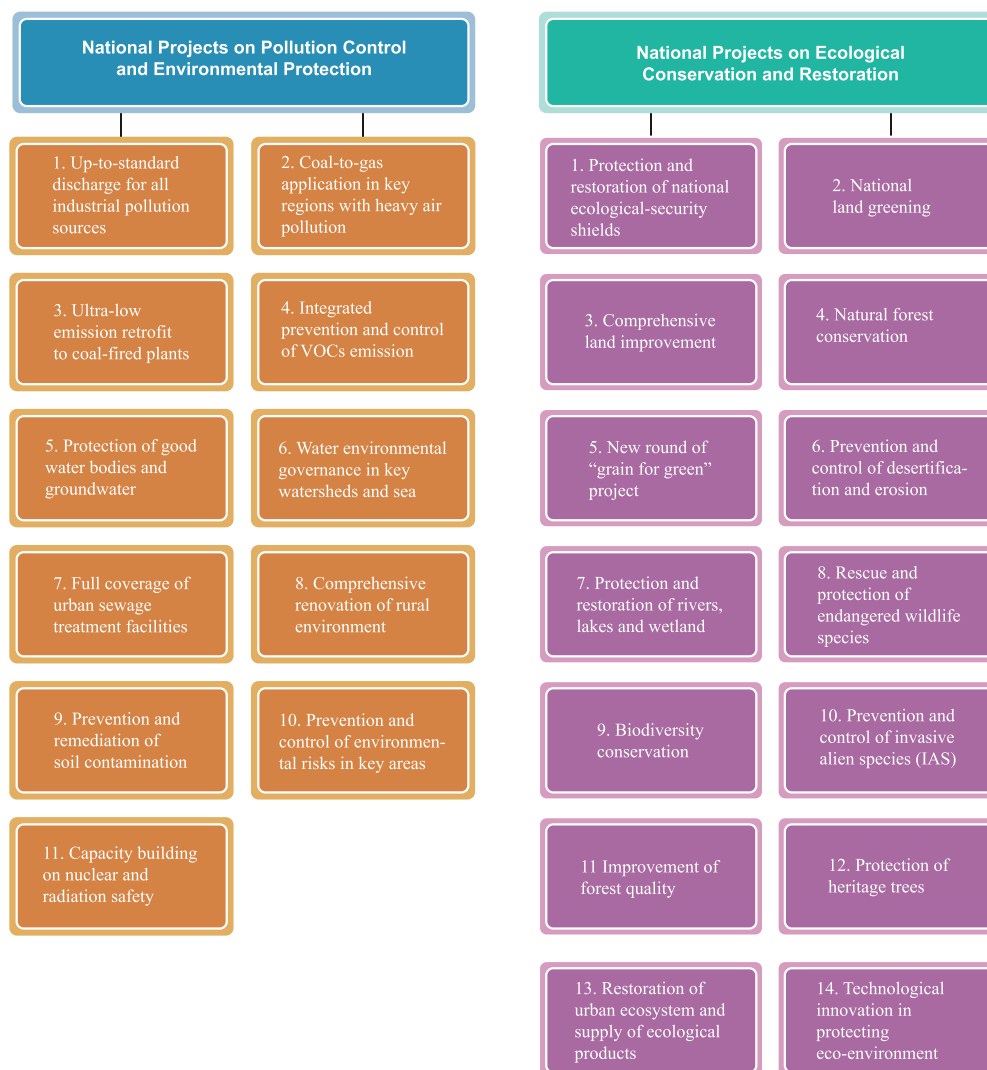 National Projects on Pollution Control
and Environmental Protection
1. Up-to-standard
discharge for all
industrial pollution
sources
2. Coal-to-gas
application in key
regions with heavy air
pollution
3. Ultra-low
emission retrofit
to coal-fired plants
4. Integrated
prevention and control
of VOCs emission
5. Protection of good
water bodies and
groundwater
6. Water environmental
governance in key
watersheds and sea
7. Full coverage of
urban sewage
treatment facilities
8. Comprehensive
renovation of rural
environment
9. Prevention and
remediation of
soil contamination
10. Prevention and
control of environmen-
tal risks in key areas
11. Capacity building
on nuclear and
radiation safety
National Projects on Ecological
Conservation and Restoration
1. Protection and
restoration of national
ecological-security
shields
2. National
land greening
3. Comprehensive
land improvement
4. Natural forest
conservation
5. New round of
“grain for green”
project
6. Prevention and
control of desertifica-
tion and erosion
7. Protection and
restoration of rivers,
lakes and wetland
8. Rescue and
protection of
endangered wildlife
species
9. Biodiversity
conservation
10. Prevention and
control of invasive
alien species (IAS)
11 Improvement of
forest quality
12. Protection of
heritage trees
13. Restoration of
urban ecosystem and
supply of ecological
products
14. Technological
innovation in
protecting
eco-environment